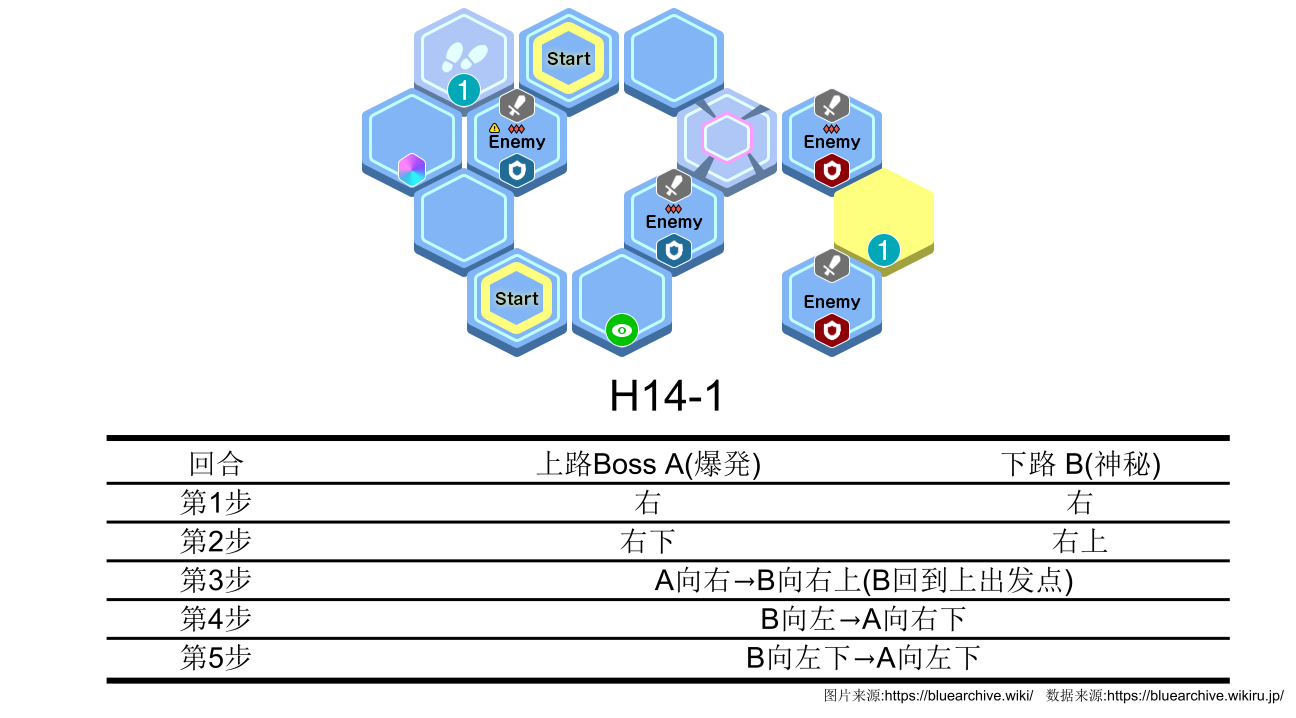 Start
1
Enemy
Enemy
Enemy
1
Start
Enemy
H14-1
回合 上路Boss A(爆発) 下路 B(神秘)
第1步 右 右
第2步 右下 右上
第3步 A向右→B向右上(B回到上出发点)
第4步 B向左→A向右下
第5步 B向左下→A向左下
图片来源:https://bluearchive.wiki/ 数据来源:https://bluearchive.wikiru.jp/